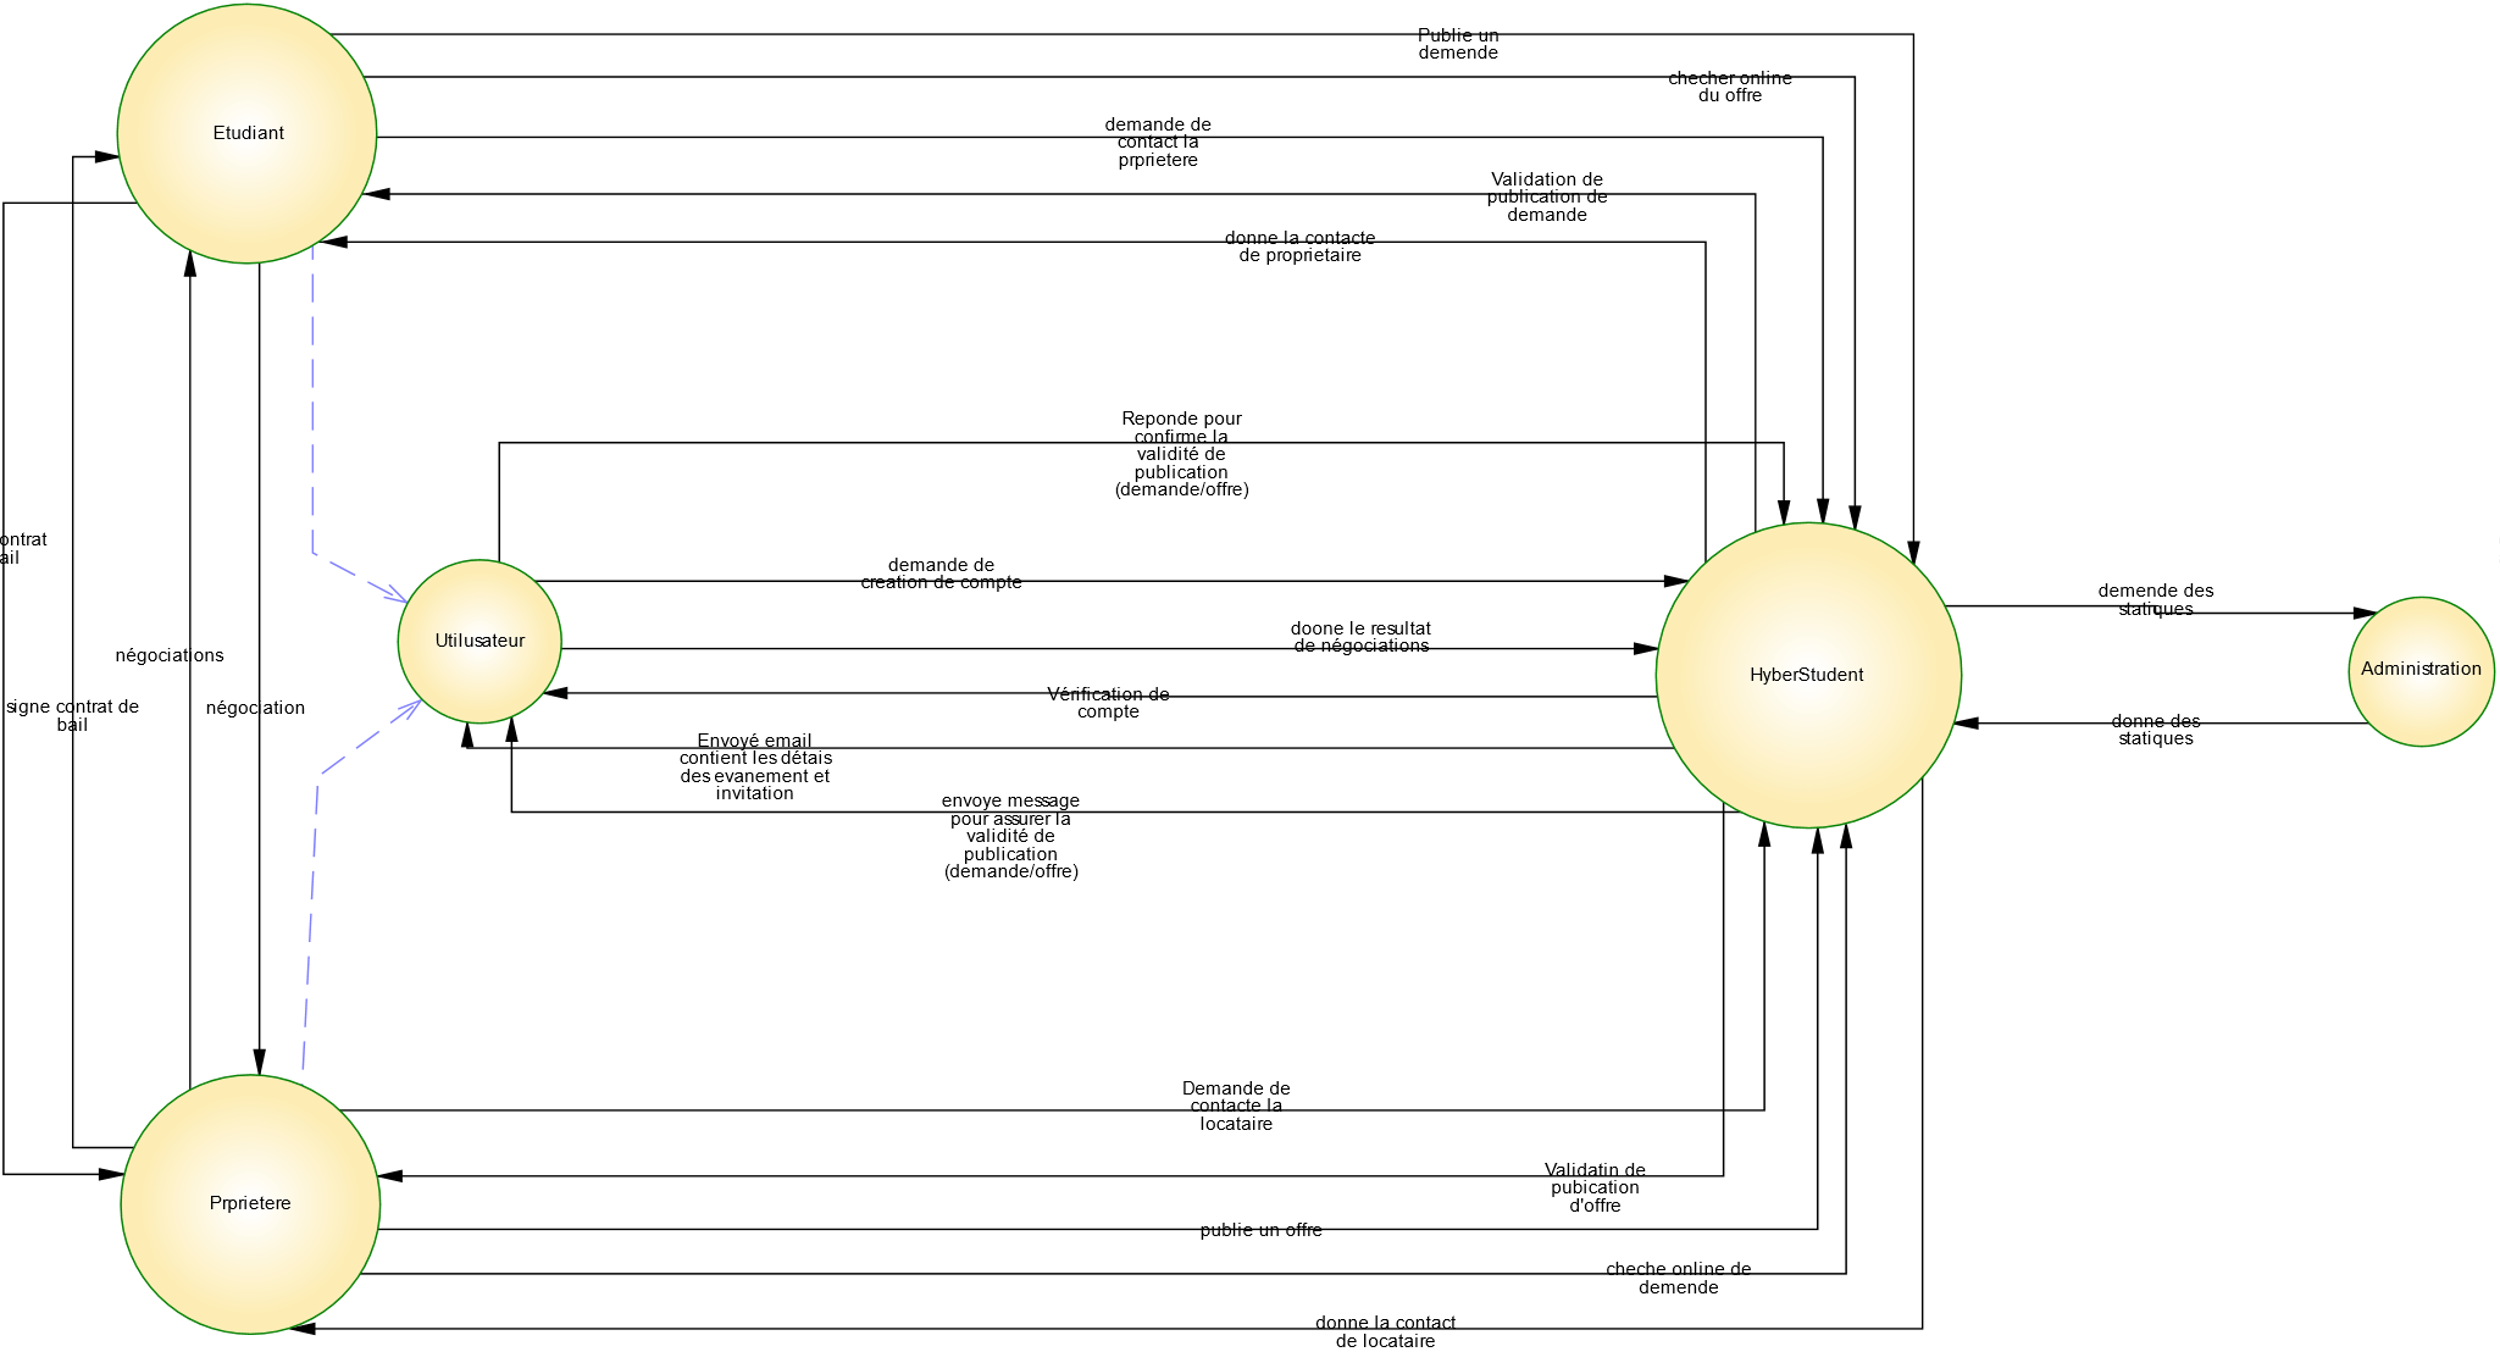 Publie un
demende
checher online
du offre
demande de
contact la
prprietere
Etudiant
Validation de
publication de
demande
donne la contacte
de proprietaire
Reponde pour
confirme la
validité de
publication
(demande/offre)
ontrat
ail
demande de
creation de compte
demende des
statiques
doone le resultat
de négociations
Utilusateur
négociations
HyberStudent
Administration
Vérification de
compte
signe contrat de
bail
négociation
donne des
statiques
Envoyé email
contient les détais
des evanement et
invitation
envoye message
pour assurer la
validité de
publication
(demande/offre)
Demande de
contacte la
locataire
Validatin de
pubication
d'offre
Prprietere
publie un offre
cheche online de
demende
donne la contact
de locataire